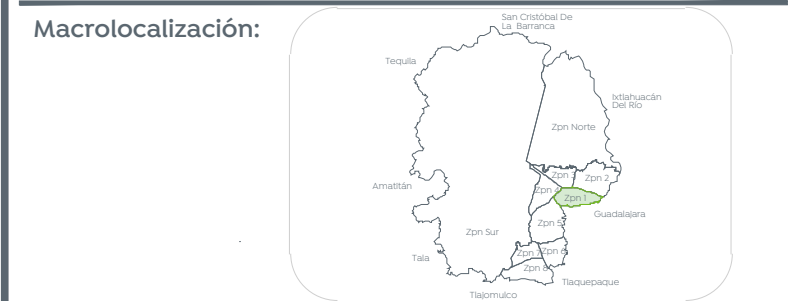 Macrolocalización:
San Cristóbal De
La Barranca
Tequila
Ixtlahuacán
Del Río
Zpn Norte
Zpn 3
Zpn 2
Amatitán
Zpn 4
Zpn 1
Guadalajara
Zpn 5
Zpn Sur
Zpn 7
Zpn 6
Tala
Zpn 8
Tlaquepaque
Tlajomulco